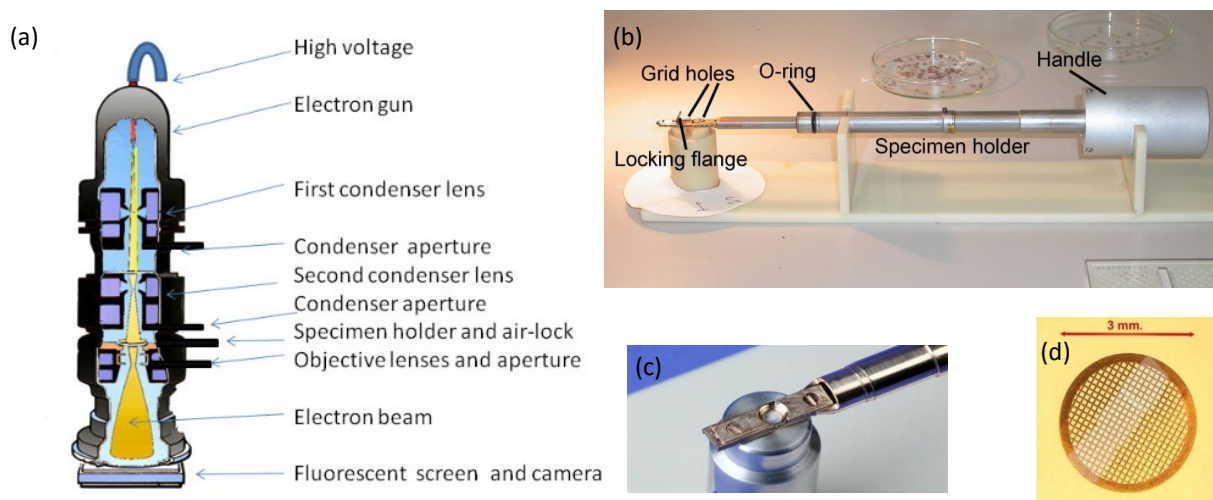 (a)
High voltage
Electron gun
First condenser lens
Condenser aperture
Second condenser lens
Condenser aperture
Specimen holder and air-lock
Objective lenses and aperture
Electron beam
Fluorescent screen and camera
(b)
Grid holes
O-ring
Handle
Locking flange
Specimen holder
(c)
(d)
3 mm.